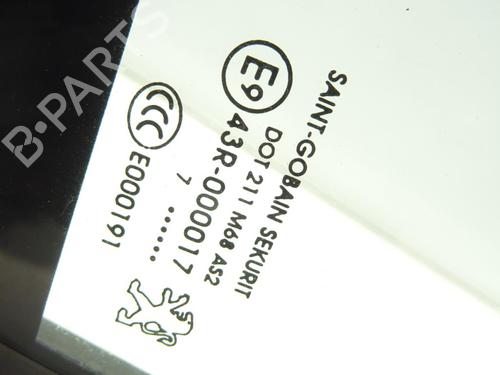 SAINT-GOBAIN SEKURIT
DOT 211 M68 AS2
E9 43R-000017
7 ......
CCC E000191
B-PARTS